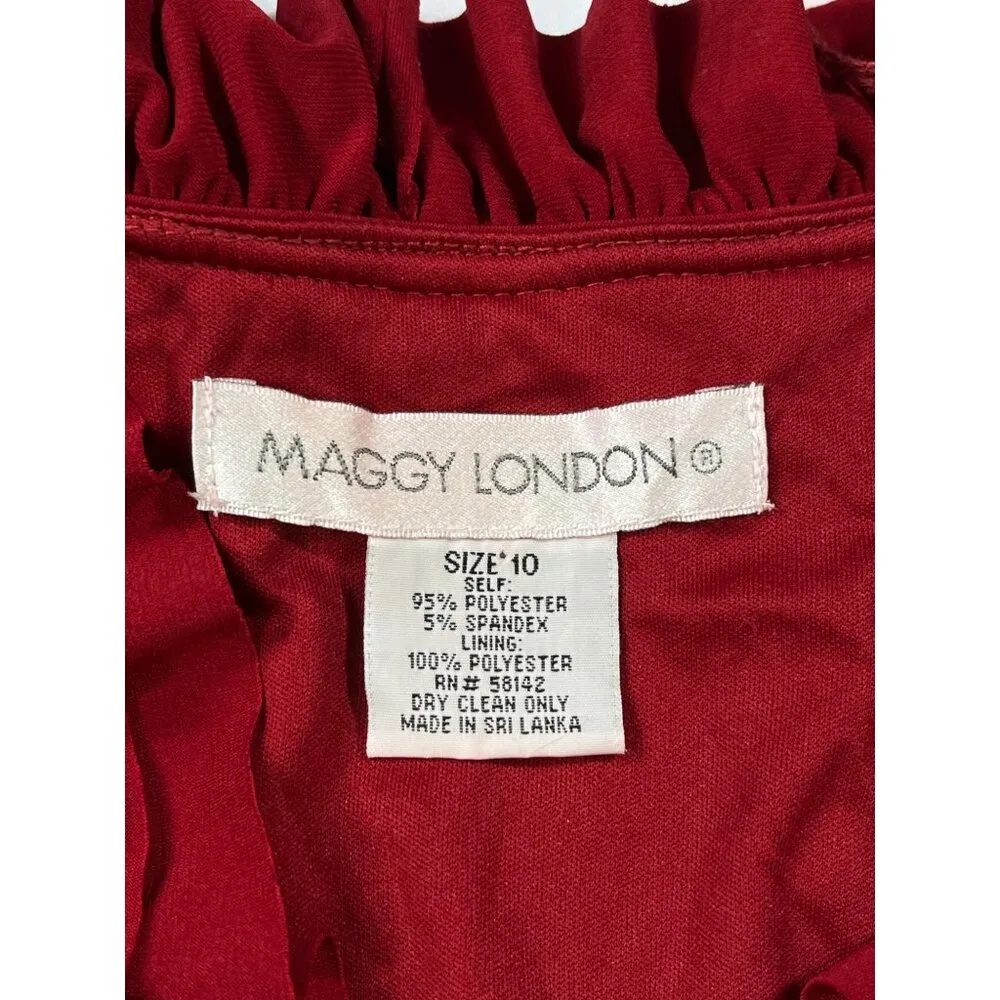 MAGGY LONDON®
SIZE 10
SELF:
95% POLYESTER
5% SPANDEX
LINING:
100% POLYESTER
RN# 58142
DRY CLEAN ONLY
MADE IN SRI LANKA